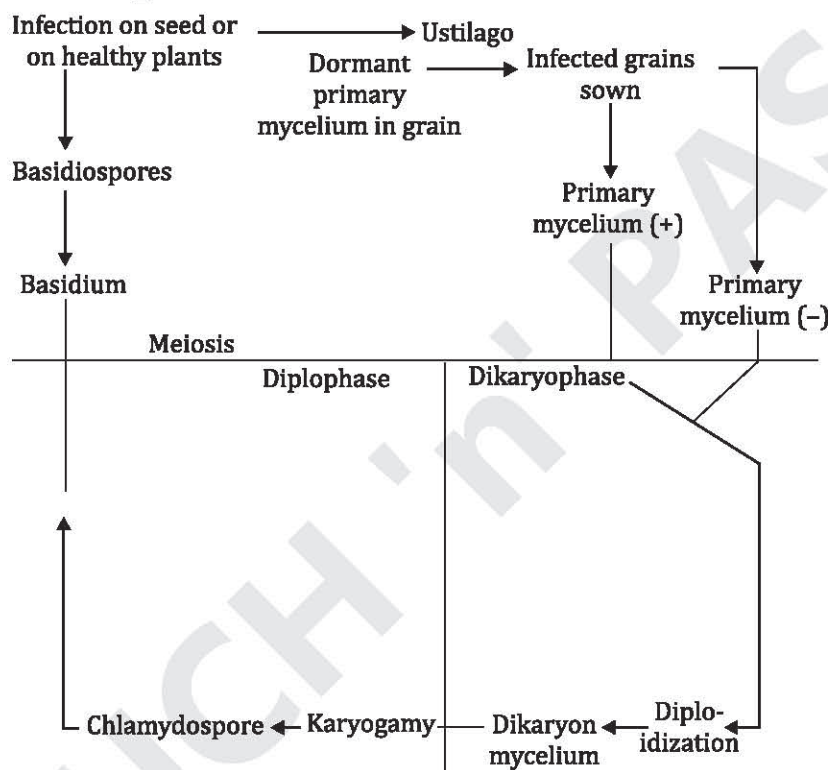 Infection on seed or
on healthy plants
Ustilago
Dormant
primary
mycelium in grain
Infected grains
sown
Basidiospores
Primary
mycelium (+)
Basidium
Primary
mycelium (–)
Meiosis
Diplophase
Dikaryophase
Chlamydospore
Karyogamy
Dikaryon
mycelium
Diplo-
idization